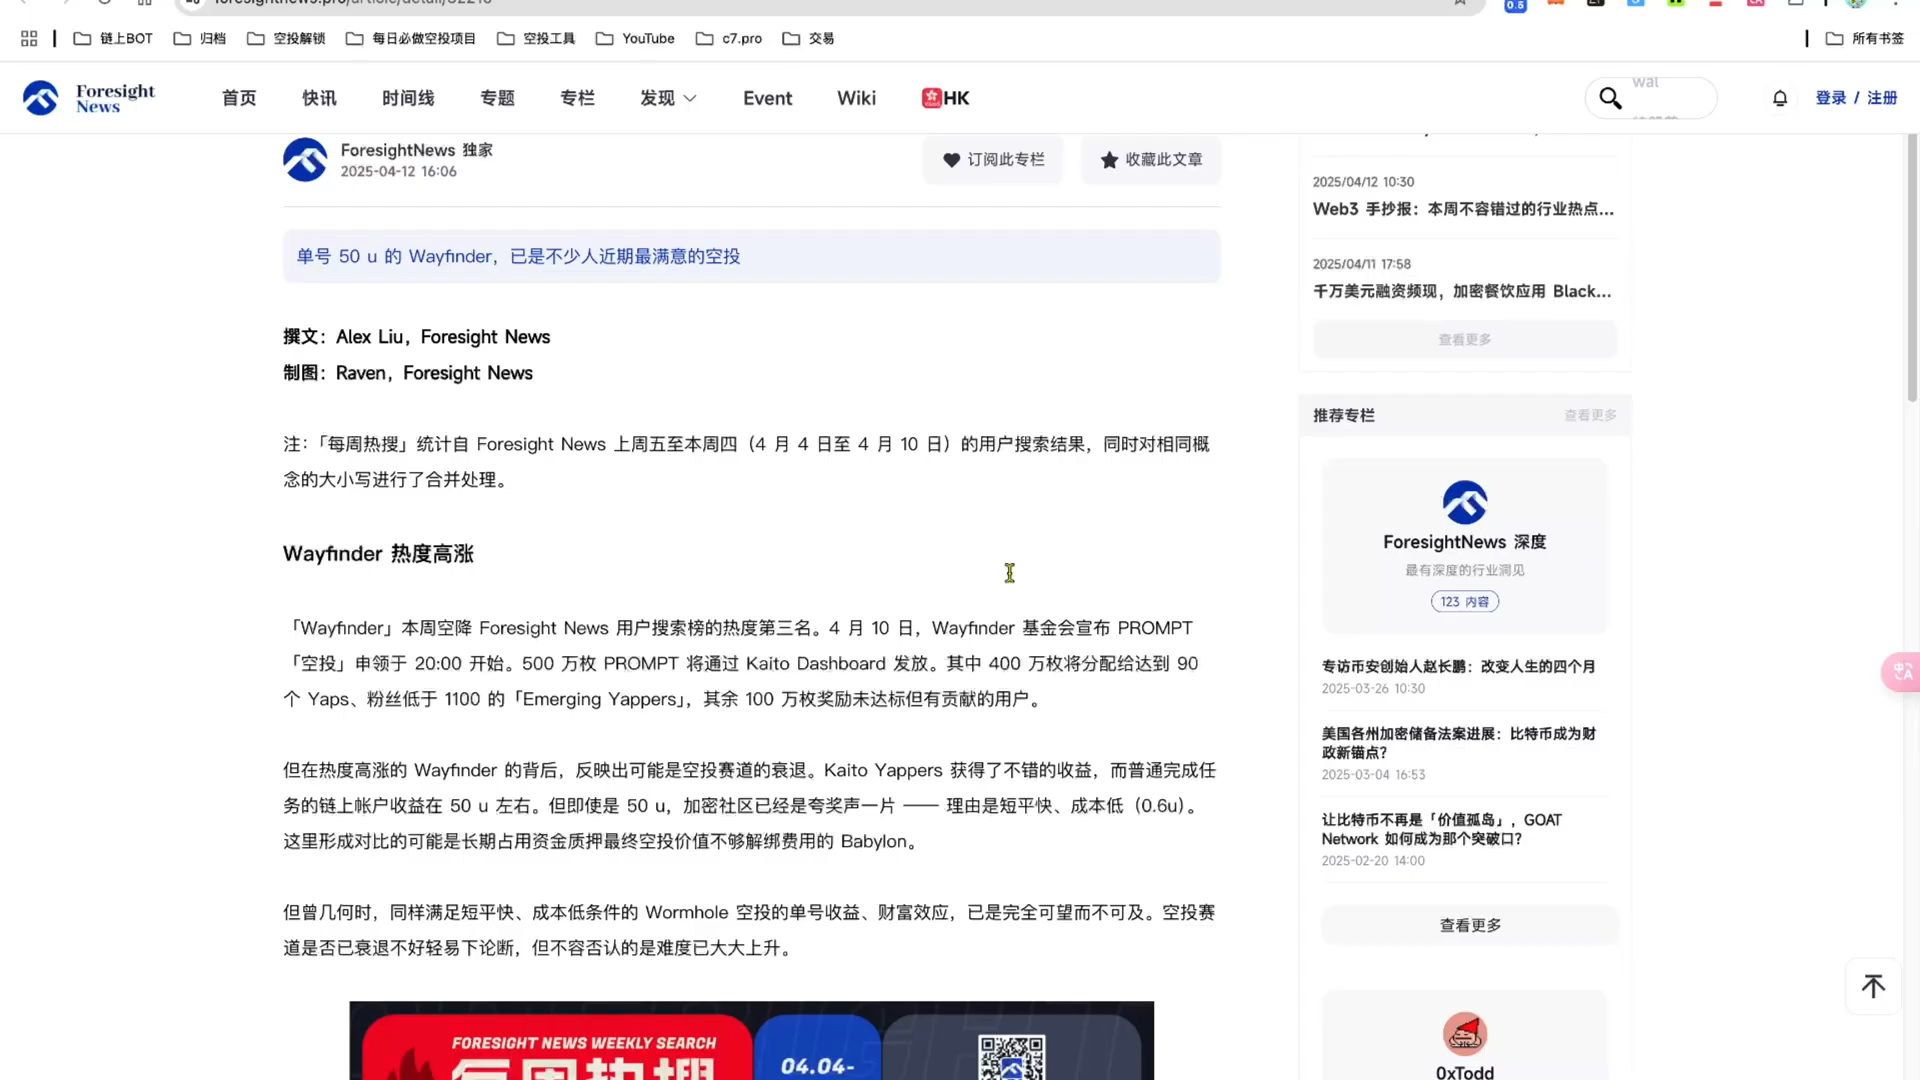 链上BOT 归档 空投解锁 每日必做空投项目 空投工具 YouTube c7.pro 交易 所有书签
Foresight News
首页 快讯 时间线 专题 专栏 发现 Event Wiki HK
登录 / 注册
ForesightNews 独家
2025-04-12 16:06
订阅此专栏
收藏此文章
单号 50 u 的 Wayfinder，已是不少人近期最满意的空投
撰文：Alex Liu，Foresight News
制图：Raven，Foresight News
注：「每周热搜」统计自 Foresight News 上周五至本周四（4 月 4 日至 4 月 10 日）的用户搜索结果，同时对相同概
念的大小写进行了合并处理。
Wayfinder 热度高涨
「Wayfinder」本周空降 Foresight News 用户搜索榜的热度第三名。4 月 10 日，Wayfinder 基金会宣布 PROMPT
「空投」申领于 20:00 开始。500 万枚 PROMPT 将通过 Kaito Dashboard 发放。其中 400 万枚将分配给达到 90
个 Yaps、粉丝低于 1100 的「Emerging Yappers」，其余 100 万枚奖励未达标但有贡献的用户。
但在热度高涨的 Wayfinder 的背后，反映出可能是空投赛道的衰退。Kaito Yappers 获得了不错的收益，而普通完成任
务的链上帐户收益在 50 u 左右。但即使是 50 u，加密社区已经是夸奖声一片 —— 理由是短平快、成本低（0.6u）。
这里形成对比的可能是长期占用资金质押最终空投价值不够解绑费用的 Babylon。
但曾几何时，同样满足短平快、成本低条件的 Wormhole 空投的单号收益、财富效应，已是完全可望而不可及。空投赛
道是否已衰退不好轻易下论断，但不容否认的是难度已大大上升。
FORESIGHT NEWS WEEKLY SEARCH
每周热搜
04.04-
2025/04/12 10:30
Web3 手抄报：本周不容错过的行业热点...
2025/04/11 17:58
千万美元融资频现，加密餐饮应用 Black...
查看更多
推荐专栏 查看更多
ForesightNews 深度
最有深度的行业洞见
123 内容
专访币安创始人赵长鹏：改变人生的四个月
2025-03-26 10:30
美国各州加密储备法案进展：比特币成为财
政新锚点？
2025-03-04 16:53
让比特币不再是「价值孤岛」，GOAT
Network 如何成为那个突破口？
2025-02-20 14:00
查看更多
0xTodd